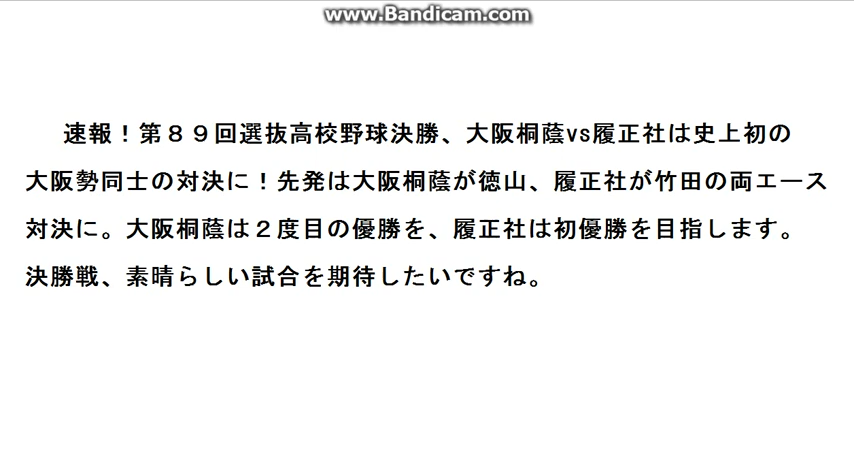 www.Bandicam.com
速報！第８９回選抜高校野球決勝、大阪桐蔭vs履正社は史上初の
大阪勢同士の対決に！先発は大阪桐蔭が徳山、履正社が竹田の両エース
対決に。大阪桐蔭は２度目の優勝を、履正社は初優勝を目指します。
決勝戦、素晴らしい試合を期待したいですね。